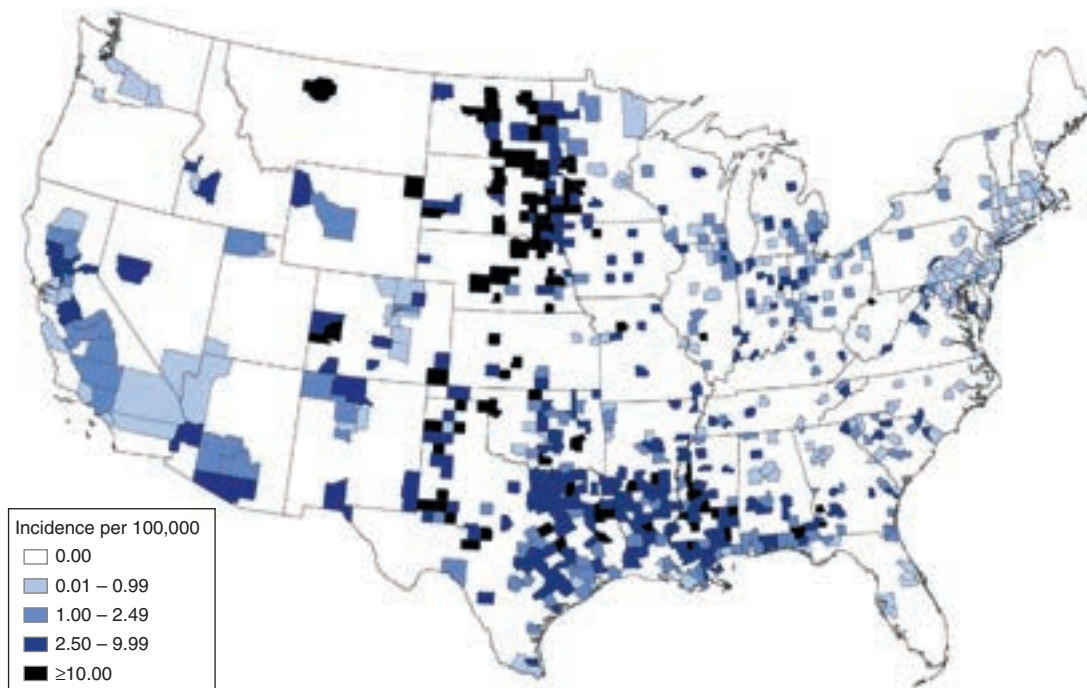 Incidence per 100,000
0.00
0.01 – 0.99
1.00 – 2.49
2.50 – 9.99
≥10.00